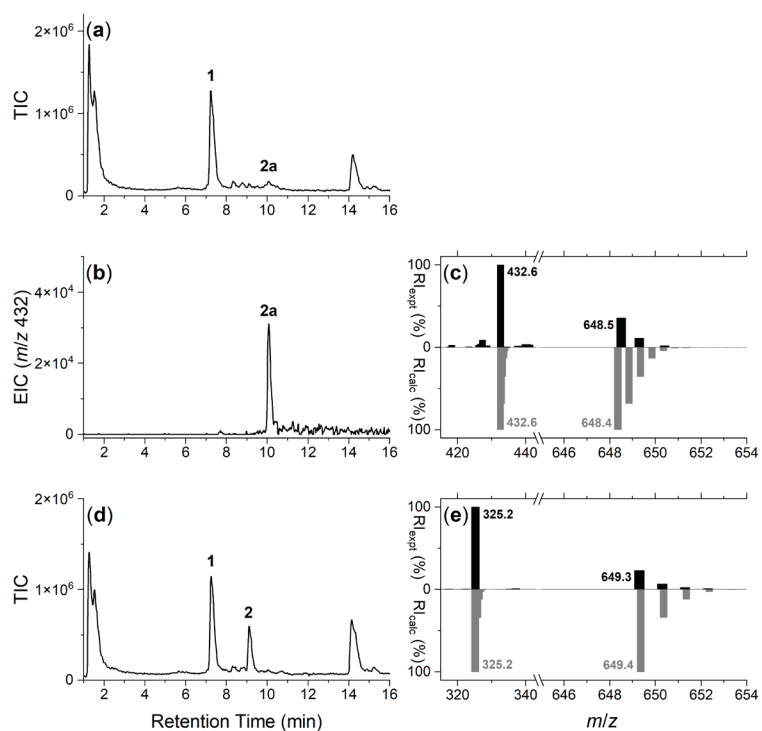 (a)
TIC
2×10⁶
1×10⁶
0
1
2a
2 4 6 8 10 12 14 16
(b)
EIC (m/z 432)
4×10⁴
2×10⁴
0
2a
2 4 6 8 10 12 14 16
(c)
RIexpt (%)
RIcalc (%)
100
0
100
432.6
648.5
432.6
648.4
420 440 646 648 650 652 654
(d)
TIC
2×10⁶
1×10⁶
0
1
2
2 4 6 8 10 12 14 16
Retention Time (min)
(e)
RIexpt (%)
RIcalc (%)
100
0
100
325.2
649.3
325.2
649.4
320 340 646 648 650 652 654
m/z